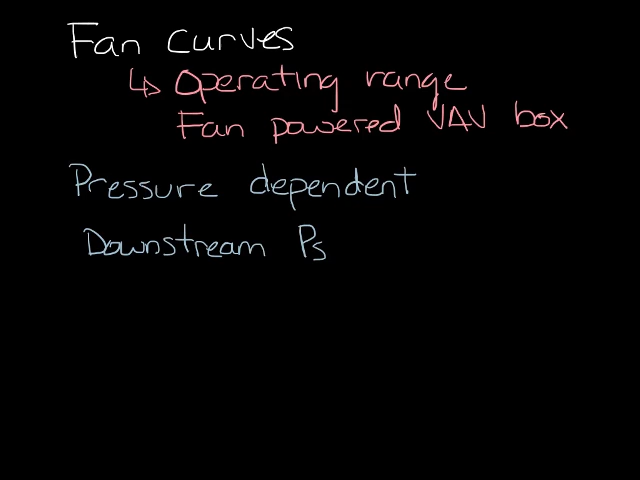 Fan curves
↳ Operating range
Fan powered VAV box
Pressure dependent
Downstream Ps